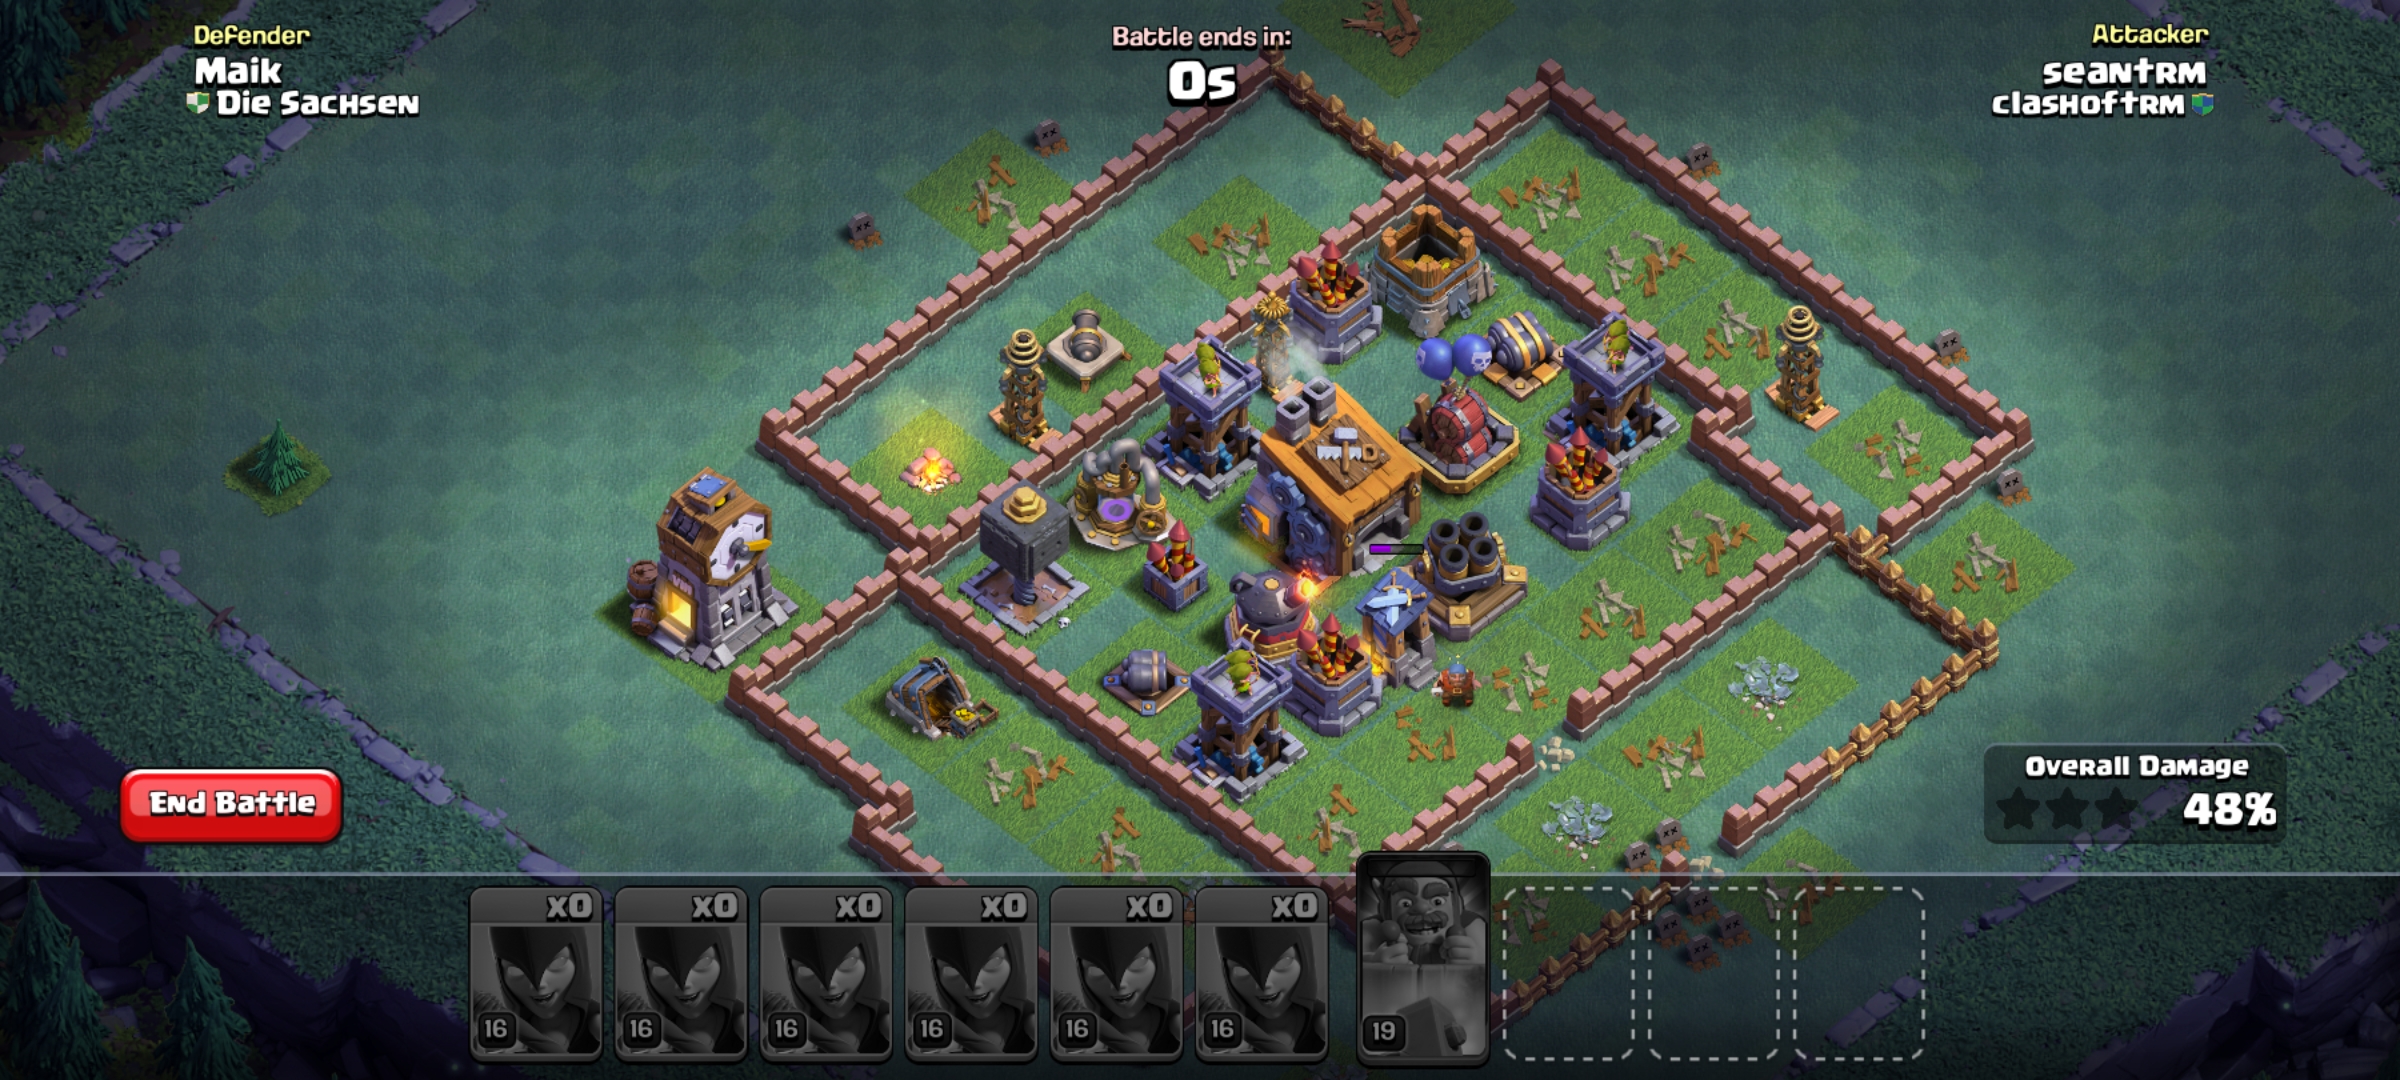 Defender
Maik
Die Sachsen
Battle ends in:
0s
Attacker
seantRM
clashoftRM
End Battle
Overall Damage
48%
x0 x0 x0 x0 x0 x0
16 16 16 16 16 16 19